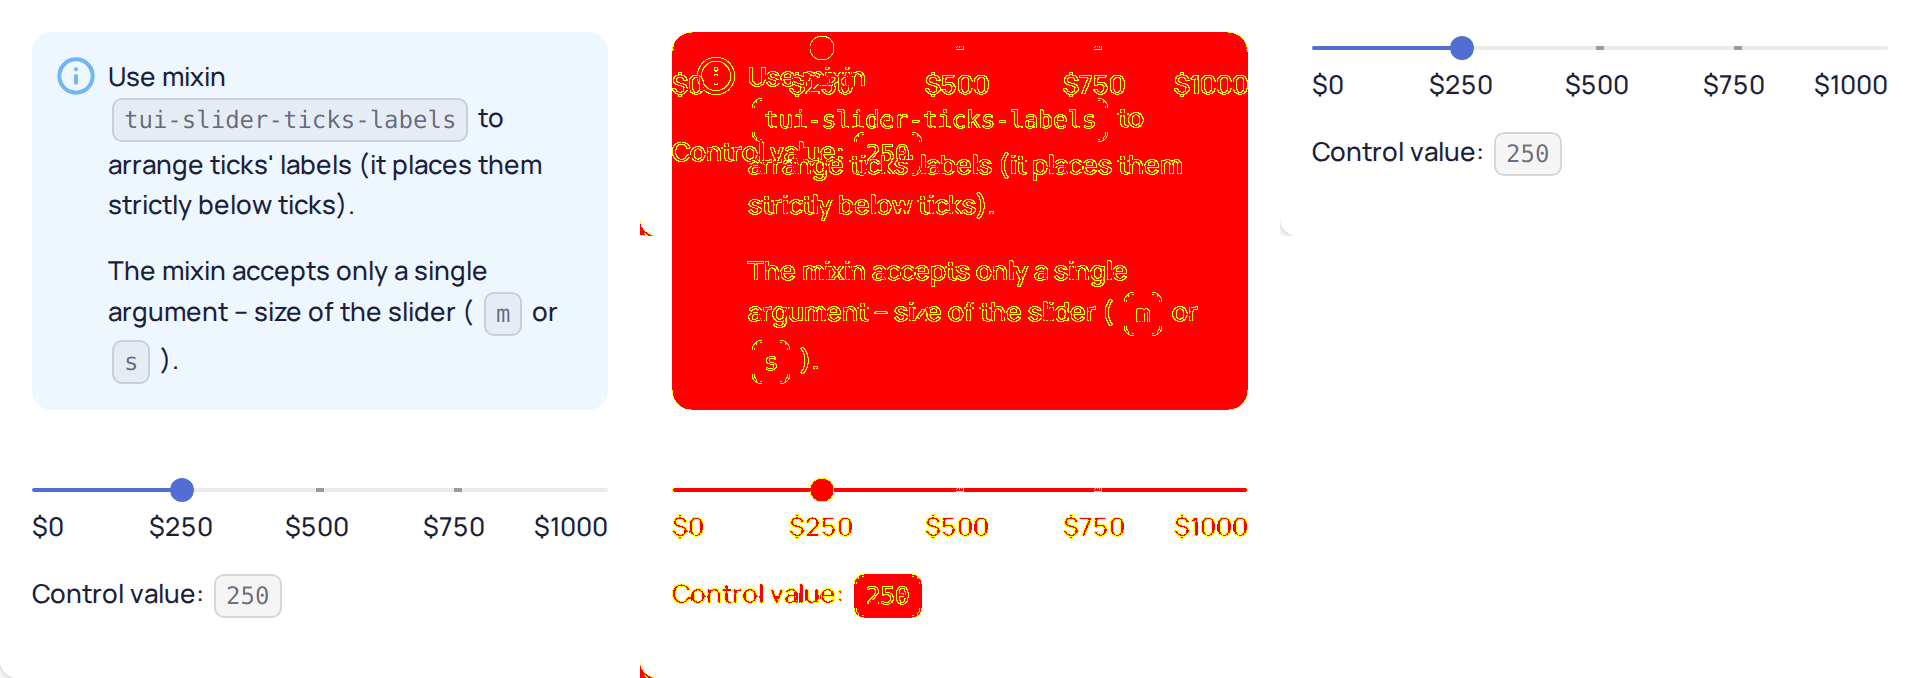 Use mixin
tui-slider-ticks-labels to
arrange ticks' labels (it places them
strictly below ticks).
The mixin accepts only a single
argument – size of the slider ( m or
s ).
$0 $250 $500 $750 $1000
Control value: 250
$0 $250 $500 $750 $1000
Use mixin
tui-slider-ticks-labels to
Control value: 250
arrange ticks' labels (it places them
strictly below ticks).
The mixin accepts only a single
argument – size of the slider ( m or
s ).
$0 $250 $500 $750 $1000
Control value: 250
$0 $250 $500 $750 $1000
Control value: 250